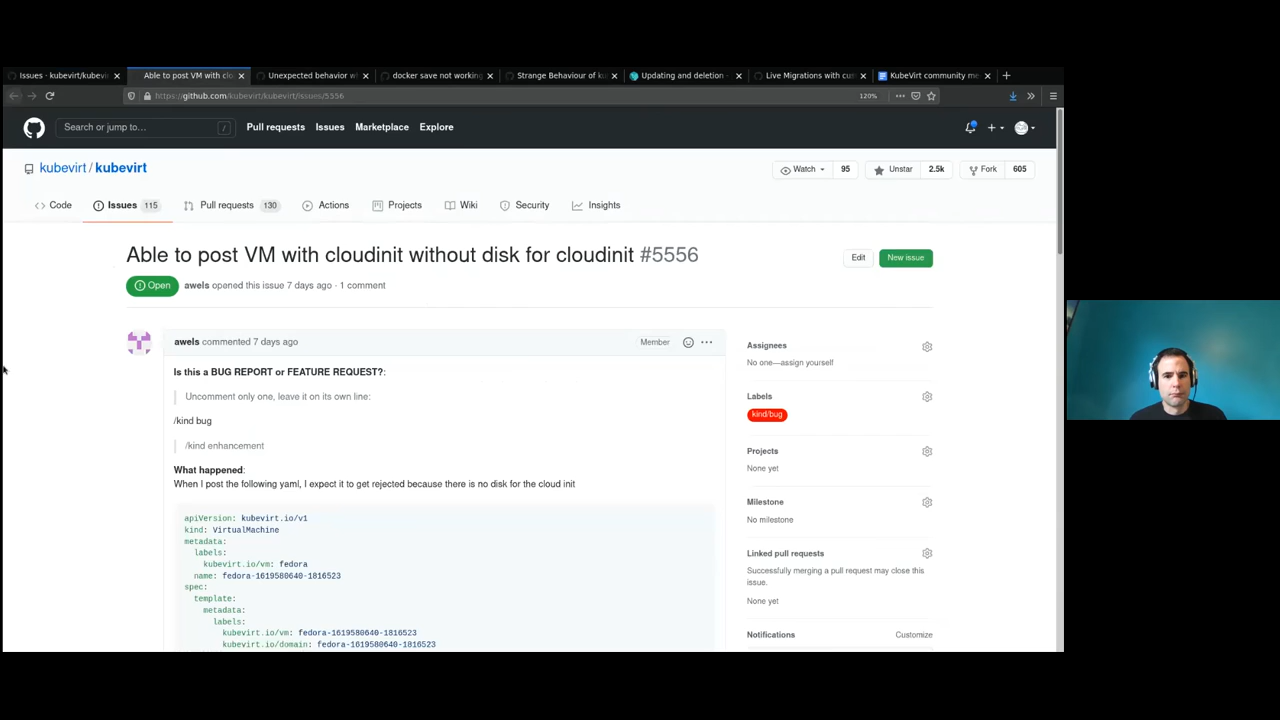 Issues · kubevirt/kubevi
Able to post VM with clo
Unexpected behavior w
docker save not working
Strange Behaviour of ku
Updating and deletion -
Live Migrations with cus
KubeVirt community me
https://github.com/kubevirt/kubevirt/issues/5556
120%
Search or jump to…
/
Pull requests
Issues
Marketplace
Explore
kubevirt / kubevirt
Watch
95
Unstar
2.5k
Fork
605
Code
Issues 115
Pull requests 130
Actions
Projects
Wiki
Security
Insights
Able to post VM with cloudinit without disk for cloudinit #5556
Edit
New issue
Open
awels opened this issue 7 days ago · 1 comment
awels commented 7 days ago
Member
Is this a BUG REPORT or FEATURE REQUEST?:
Uncomment only one, leave it on its own line:
/kind bug
/kind enhancement
What happened:
When I post the following yaml, I expect it to get rejected because there is no disk for the cloud init
apiVersion: kubevirt.io/v1
kind: VirtualMachine
metadata:
labels:
kubevirt.io/vm: fedora
name: fedora-1619580640-1816523
spec:
template:
metadata:
labels:
kubevirt.io/vm: fedora-1619580640-1816523
kubevirt.io/domain: fedora-1619580640-1816523
Assignees
No one—assign yourself
Labels
kind/bug
Projects
None yet
Milestone
No milestone
Linked pull requests
Successfully merging a pull request may close this
issue.
None yet
Notifications
Customize